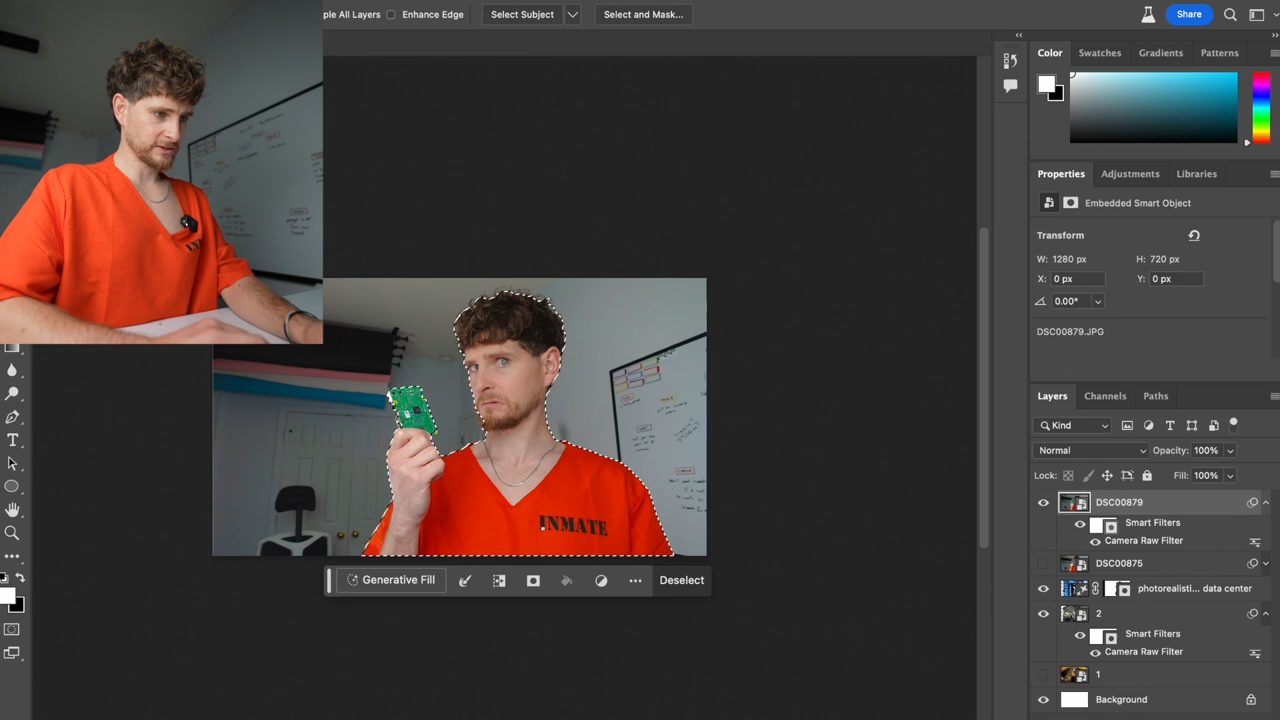 ple All Layers
Enhance Edge
Select Subject
Select and Mask...
Share
Color
Swatches
Gradients
Patterns
Properties
Adjustments
Libraries
Embedded Smart Object
Transform
W: 1280 px
H: 720 px
X: 0 px
Y: 0 px
0.00°
DSC00879.JPG
Layers
Channels
Paths
Kind
Normal
Opacity: 100%
Lock:
Fill: 100%
DSC00879
Smart Filters
Camera Raw Filter
DSC00875
photorealisti... data center
2
Smart Filters
Camera Raw Filter
1
Background
INMATE
Generative Fill
Deselect